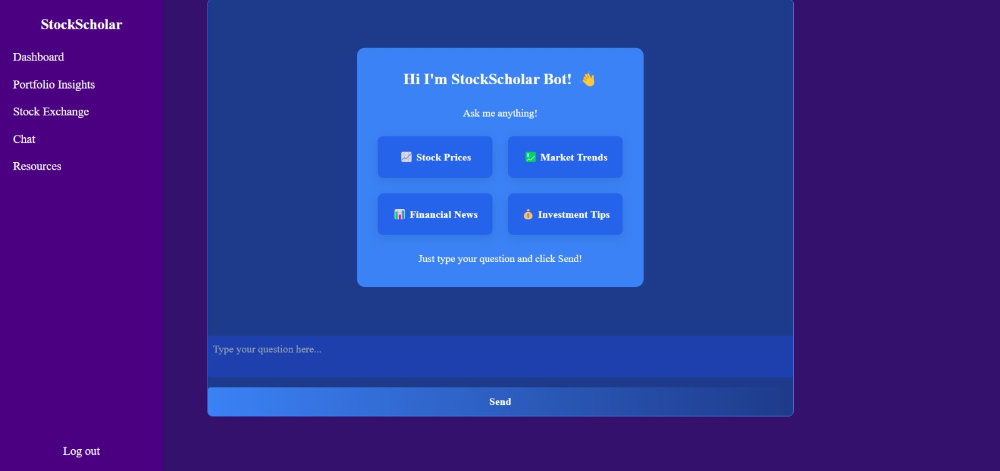 StockScholar
Dashboard
Portfolio Insights
Stock Exchange
Chat
Resources
Log out
Hi I'm StockScholar Bot! 👋
Ask me anything!
📈 Stock Prices
💹 Market Trends
📊 Financial News
💰 Investment Tips
Just type your question and click Send!
Type your question here...
Send